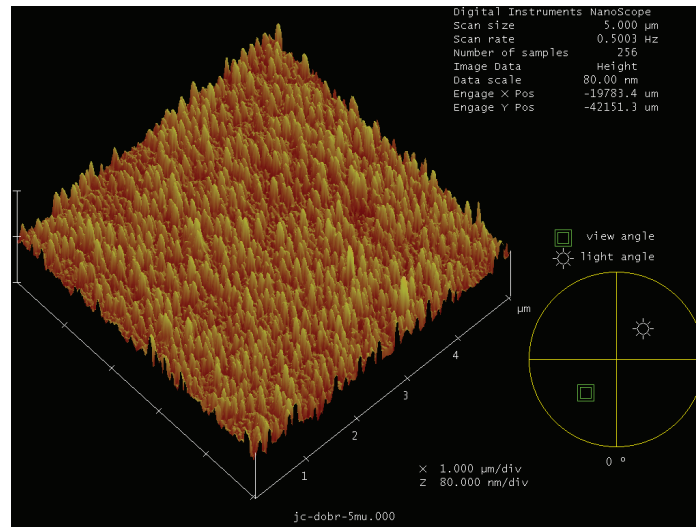 Digital Instruments NanoScope
Scan size 5.000 µm
Scan rate 0.5003 Hz
Number of samples 256
Image Data Height
Data scale 80.00 nm
Engage X Pos -19783.4 um
Engage Y Pos -42151.3 um
view angle
light angle
µm
4
3
2
1
X 1.000 µm/div
Z 80.000 nm/div
0 º
jc-dobr-5mu.000